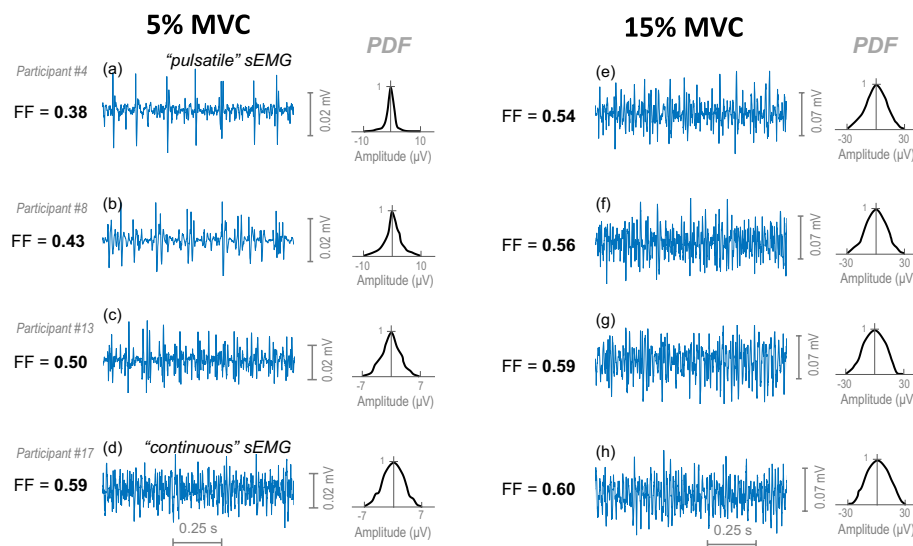 5% MVC
PDF
15% MVC
PDF
Participant #4
(a)
"pulsatile" sEMG
FF = 0.38
0.02 mV
1
-10
10
Amplitude (µV)
(e)
FF = 0.54
0.07 mV
1
-30
30
Amplitude (µV)
Participant #8
(b)
FF = 0.43
0.02 mV
1
-10
10
Amplitude (µV)
(f)
FF = 0.56
0.07 mV
1
-30
30
Amplitude (µV)
Participant #13
(c)
FF = 0.50
0.02 mV
1
-7
7
Amplitude (µV)
(g)
FF = 0.59
0.07 mV
1
-30
30
Amplitude (µV)
Participant #17
(d)
"continuous" sEMG
FF = 0.59
0.02 mV
1
-7
7
Amplitude (µV)
0.25 s
(h)
FF = 0.60
0.07 mV
1
-30
30
Amplitude (µV)
0.25 s